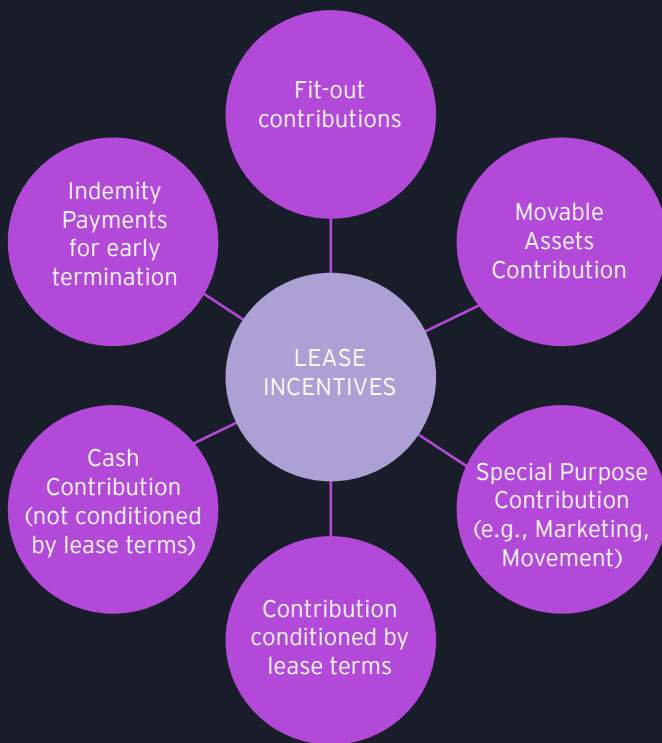 Fit-out
contributions
Movable
Assets
Contribution
Special Purpose
Contribution
(e.g., Marketing,
Movement)
Contribution
conditioned by
lease terms
Cash
Contribution
(not conditioned
by lease terms)
Indemity
Payments
for early
termination
LEASE
INCENTIVES